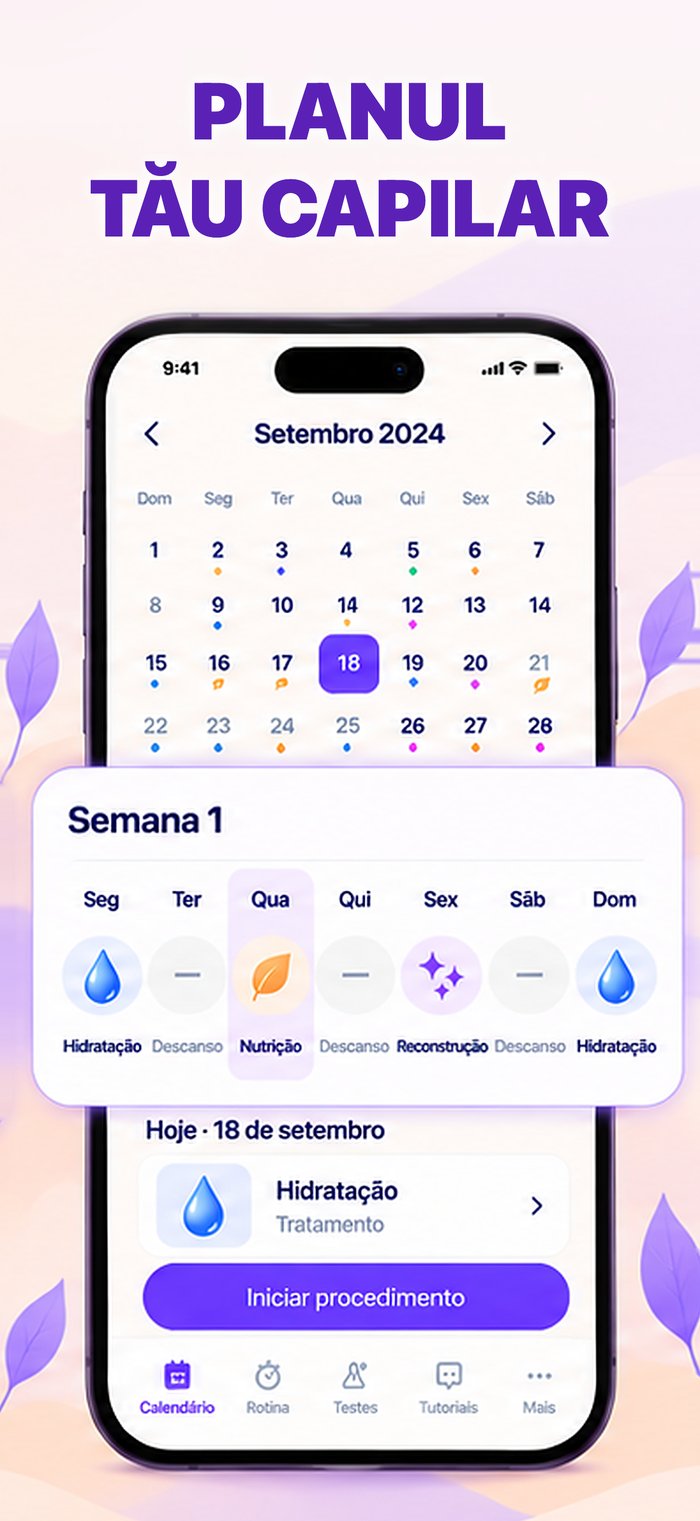 PLANUL
TĂU CAPILAR
9:41
Setembro 2024
Dom Seg Ter Qua Qui Sex Sáb
1 2 3 4 5 6 7
8 9 10 14 12 13 14
15 16 17 18 19 20 21
22 23 24 25 26 27 28
Semana 1
Seg Ter Qua Qui Sex Sāb Dom
Hidratação Descanso Nutrição Descanso Reconstrução Descanso Hidratação
Hoje · 18 de setembro
Hidratação
Tratamento
Iniciar procedimento
Calendário Rotina Testes Tutoriais Mais